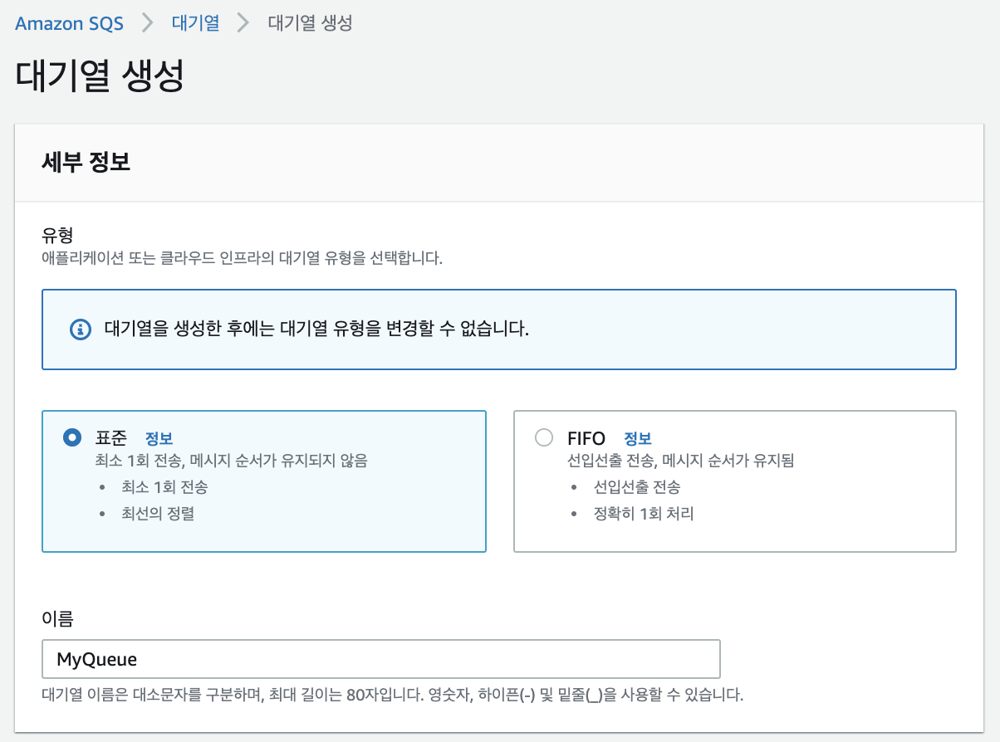 Amazon SQS > 대기열 > 대기열 생성
대기열 생성
세부 정보
유형
애플리케이션 또는 클라우드 인프라의 대기열 유형을 선택합니다.
대기열을 생성한 후에는 대기열 유형을 변경할 수 없습니다.
표준 정보
최소 1회 전송, 메시지 순서가 유지되지 않음
• 최소 1회 전송
• 최선의 정렬
FIFO 정보
선입선출 전송, 메시지 순서가 유지됨
• 선입선출 전송
• 정확히 1회 처리
이름
MyQueue
대기열 이름은 대소문자를 구분하며, 최대 길이는 80자입니다. 영숫자, 하이픈(-) 및 밑줄(_)을 사용할 수 있습니다.